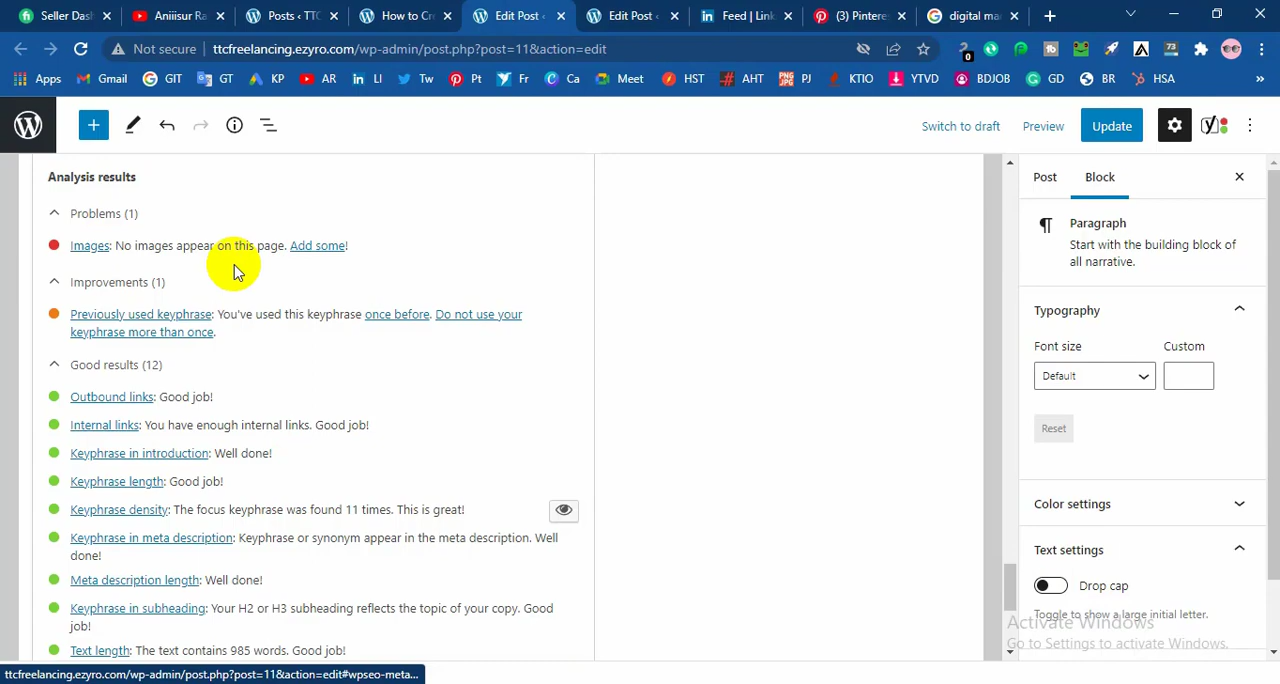 Seller Das
Aniiisur Ra
Posts ‹ TTC
How to Cre
Edit Post ‹
Edit Post ‹
Feed | Link
(3) Pinteres
digital ma
Not secure
ttcfreelancing.ezyro.com/wp-admin/post.php?post=11&action=edit
Apps
Gmail
GIT
GT
KP
AR
LI
Tw
Pt
Fr
Ca
Meet
HST
AHT
PJ
KTIO
YTVD
BDJOB
GD
BR
HSA
»
Switch to draft
Preview
Update
Analysis results
Problems (1)
Images: No images appear on this page. Add some!
Improvements (1)
Previously used keyphrase: You've used this keyphrase once before. Do not use your
keyphrase more than once.
Good results (12)
Outbound links: Good job!
Internal links: You have enough internal links. Good job!
Keyphrase in introduction: Well done!
Keyphrase length: Good job!
Keyphrase density: The focus keyphrase was found 11 times. This is great!
Keyphrase in meta description: Keyphrase or synonym appear in the meta description. Well
done!
Meta description length: Well done!
Keyphrase in subheading: Your H2 or H3 subheading reflects the topic of your copy. Good
job!
Text length: The text contains 985 words. Good job!
Post
Block
Paragraph
Start with the building block of
all narrative.
Typography
Font size
Custom
Default
Reset
Color settings
Text settings
Drop cap
Toggle to show a large initial letter.
Activate Windows
Go to Settings to activate Windows.
ttcfreelancing.ezyro.com/wp-admin/post.php?post=11&action=edit#wpseo-meta...